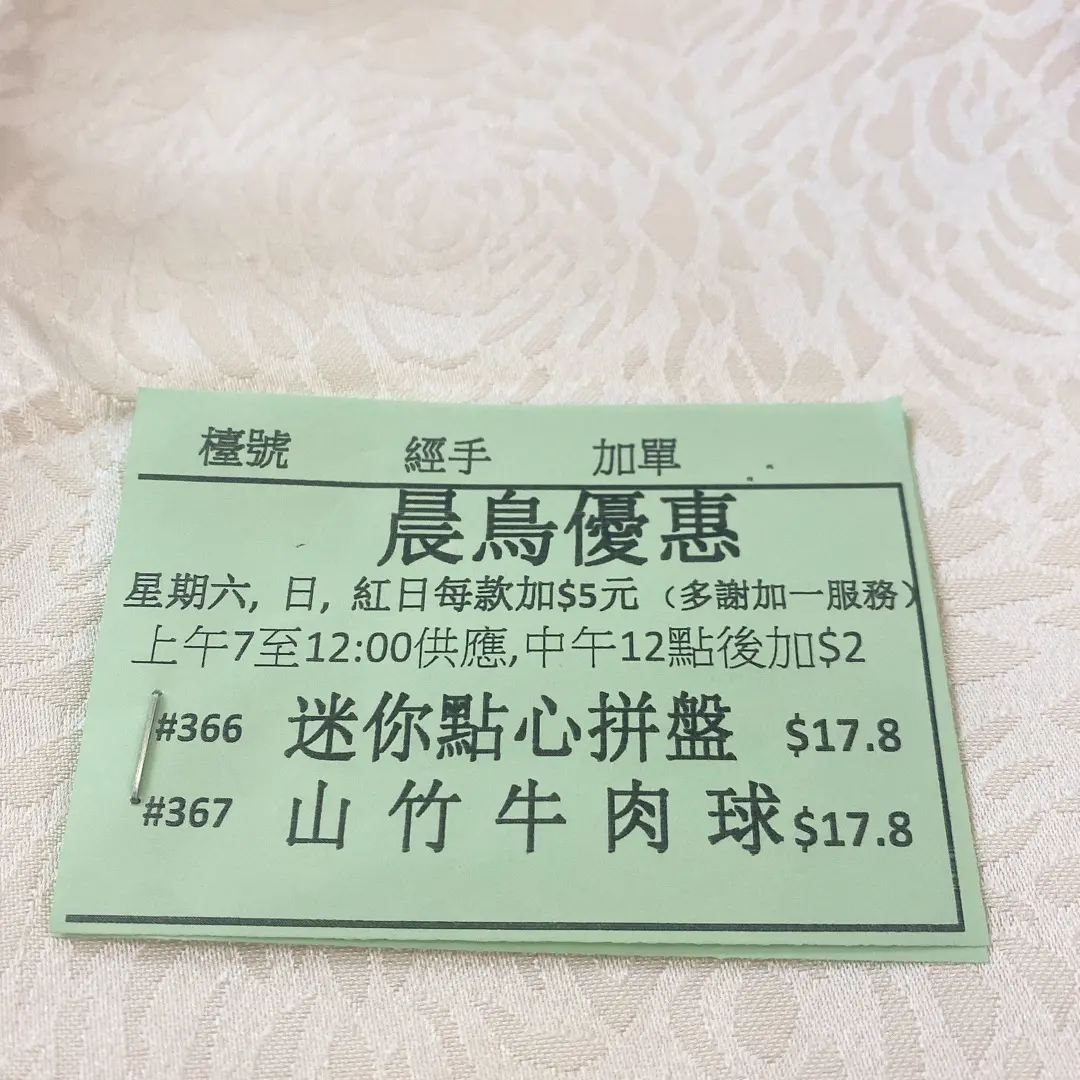 檯號 經手 加單
晨鳥優惠
星期六, 日, 紅日每款加$5元 (多謝加一服務)
上午7至12:00供應,中午12點後加$2
#366 迷你點心拼盤 $17.8
#367 山竹牛肉球 $17.8